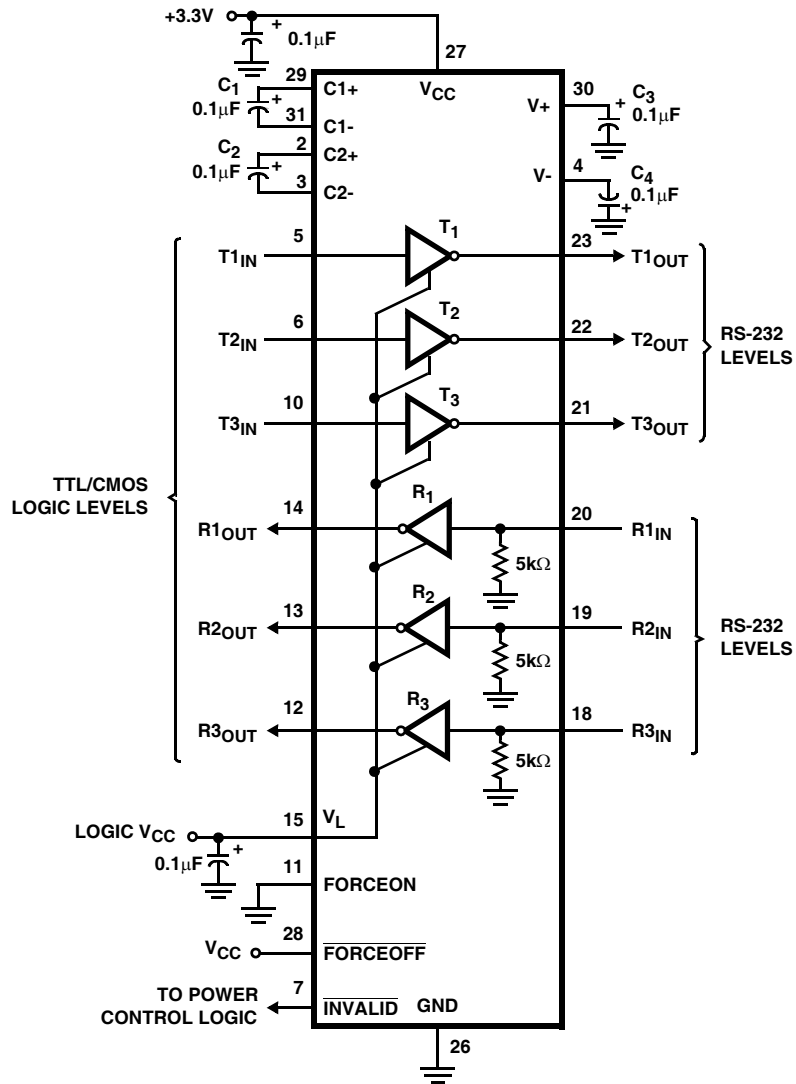 +3.3V
+ 0.1μF
27
29
C1
0.1μF
+
31
2
C2
0.1μF
+
3
C1+
C1-
C2+
C2-
VCC
V+
V-
30
+ C3
0.1μF
4
C4
0.1μF
+
T1IN
5
T1
23
T1OUT
T2IN
6
T2
22
T2OUT
T3IN
10
T3
21
T3OUT
RS-232
LEVELS
TTL/CMOS
LOGIC LEVELS
R1OUT
14
R1
20
R1IN
5kΩ
R2OUT
13
R2
19
R2IN
5kΩ
R3OUT
12
R3
18
R3IN
5kΩ
RS-232
LEVELS
LOGIC VCC
15
VL
0.1μF
+
11
FORCEON
VCC
28
FORCEOFF
TO POWER
CONTROL LOGIC
7
INVALID
GND
26